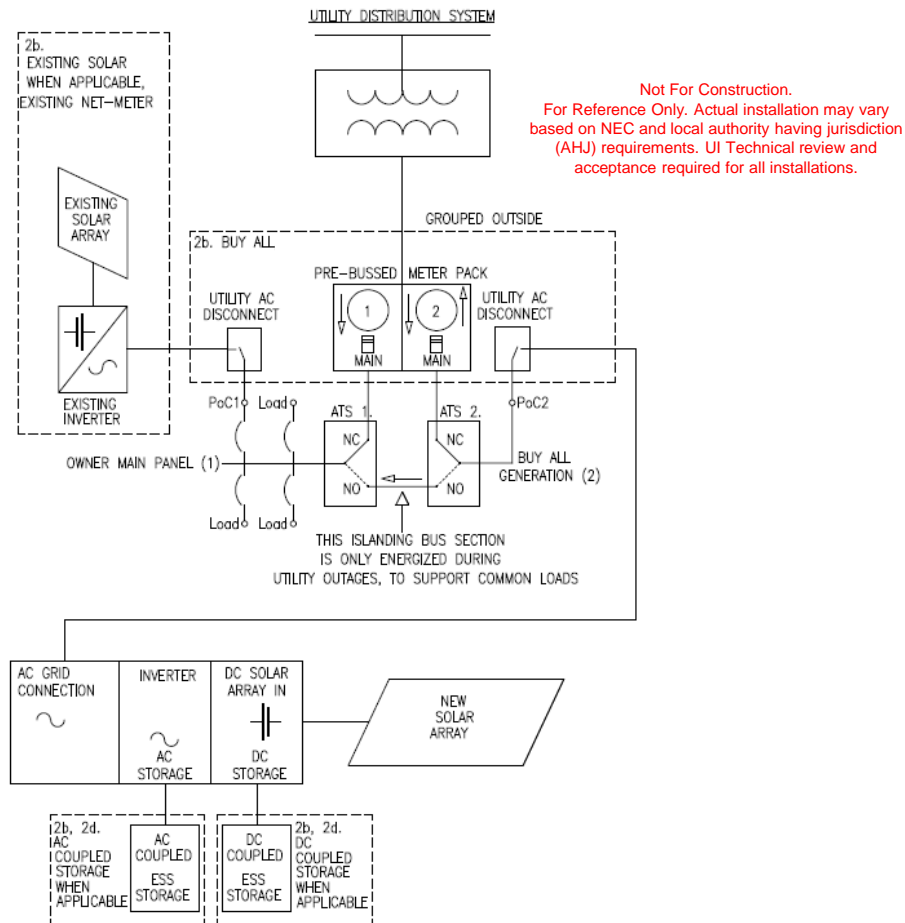 UTILITY DISTRIBUTION SYSTEM
2b.
EXISTING SOLAR
WHEN APPLICABLE,
EXISTING NET-METER
Not For Construction.
For Reference Only. Actual installation may vary
based on NEC and local authority having jurisdiction
(AHJ) requirements. UI Technical review and
acceptance required for all installations.
EXISTING
SOLAR
ARRAY
EXISTING
INVERTER
GROUPED OUTSIDE
2b. BUY ALL
PRE-BUSSED METER PACK
UTILITY AC
DISCONNECT
1
MAIN
2
MAIN
UTILITY AC
DISCONNECT
PoC1
Load
ATS 1.
ATS 2.
PoC2
NC
NO
NC
NO
OWNER MAIN PANEL (1)
BUY ALL
GENERATION (2)
Load
Load
THIS ISLANDING BUS SECTION
IS ONLY ENERGIZED DURING
UTILITY OUTAGES, TO SUPPORT COMMON LOADS
AC GRID
CONNECTION
INVERTER
AC
STORAGE
DC SOLAR
ARRAY IN
DC
STORAGE
NEW
SOLAR
ARRAY
2b, 2d.
AC
COUPLED
STORAGE
WHEN
APPLICABLE
AC
COUPLED
ESS
STORAGE
DC
COUPLED
ESS
STORAGE
2b, 2d.
DC
COUPLED
STORAGE
WHEN
APPLICABLE